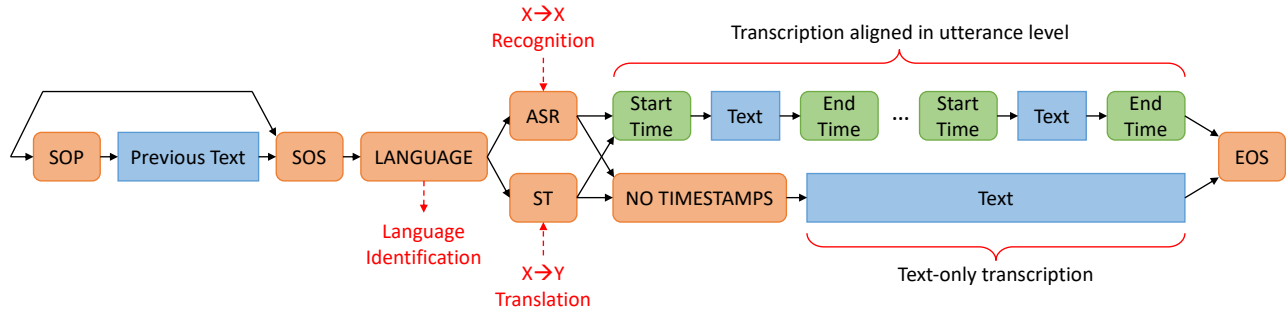 X→X
Recognition
Transcription aligned in utterance level
SOP
Previous Text
SOS
LANGUAGE
ASR
Start
Time
Text
End
Time
...
Start
Time
Text
End
Time
EOS
ST
NO TIMESTAMPS
Text
Language
Identification
X→Y
Translation
Text-only transcription